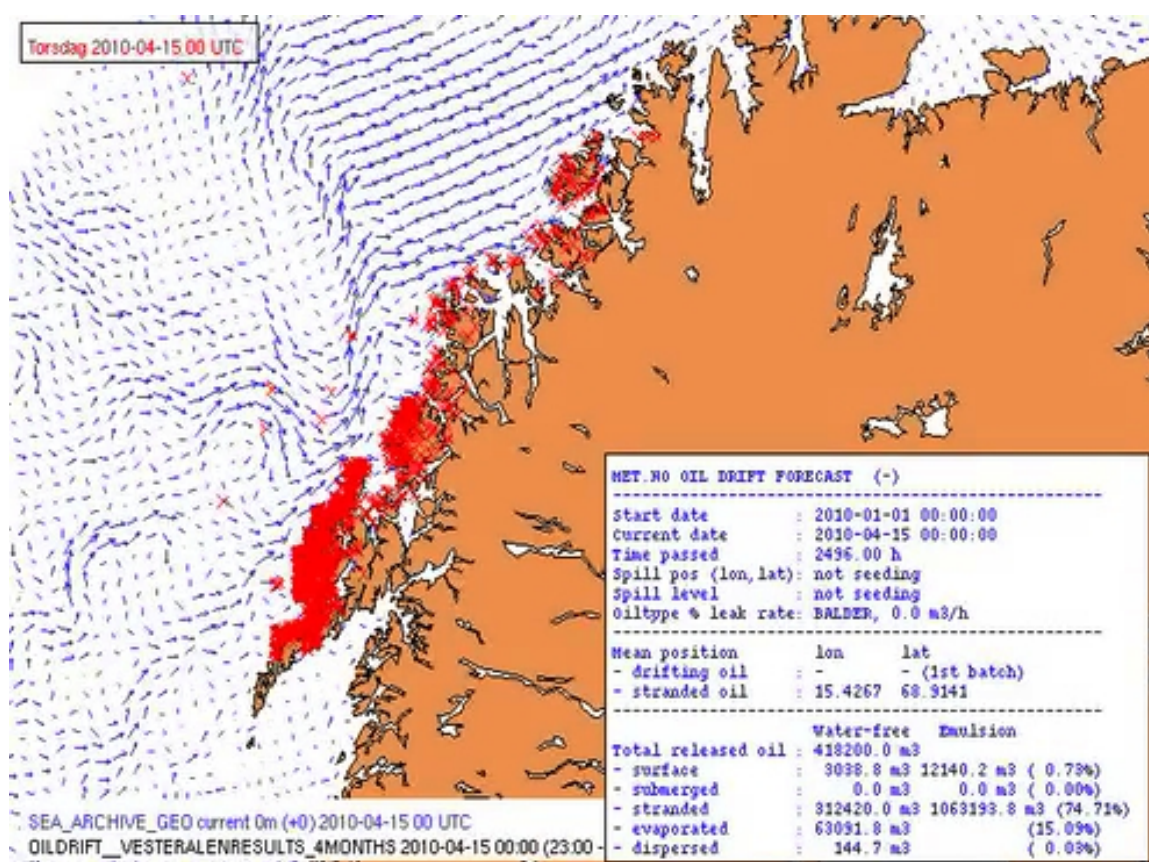 Torsdag 2010-04-15 00 UTC
MET.NO OIL DRIFT FORECAST (-)
Start date : 2010-01-01 00:00:00
Current date : 2010-04-15 00:00:00
Time passed : 2496.00 h
Spill pos (lon,lat): not seeding
Spill level : not seeding
Oiltype % leak rate: BALDER, 0.0 m3/h
Mean position lon lat
- drifting oil : - - (1st batch)
- stranded oil : 15.4267 68.9141
Water-free Emulsion
Total released oil : 418200.0 m3
- surface : 3038.8 m3 12140.2 m3 ( 0.73%)
- submerged : 0.0 m3 0.0 m3 ( 0.00%)
- stranded : 312420.0 m3 1063193.8 m3 (74.71%)
- evaporated : 63091.8 m3 (15.09%)
- dispersed : 144.7 m3 ( 0.03%)
SEA_ARCHIVE_GEO current 0m (+0) 2010-04-15 00 UTC
OILDRIFT__VESTERALENRESULTS_4MONTHS 2010-04-15 00:00 (23:00 -